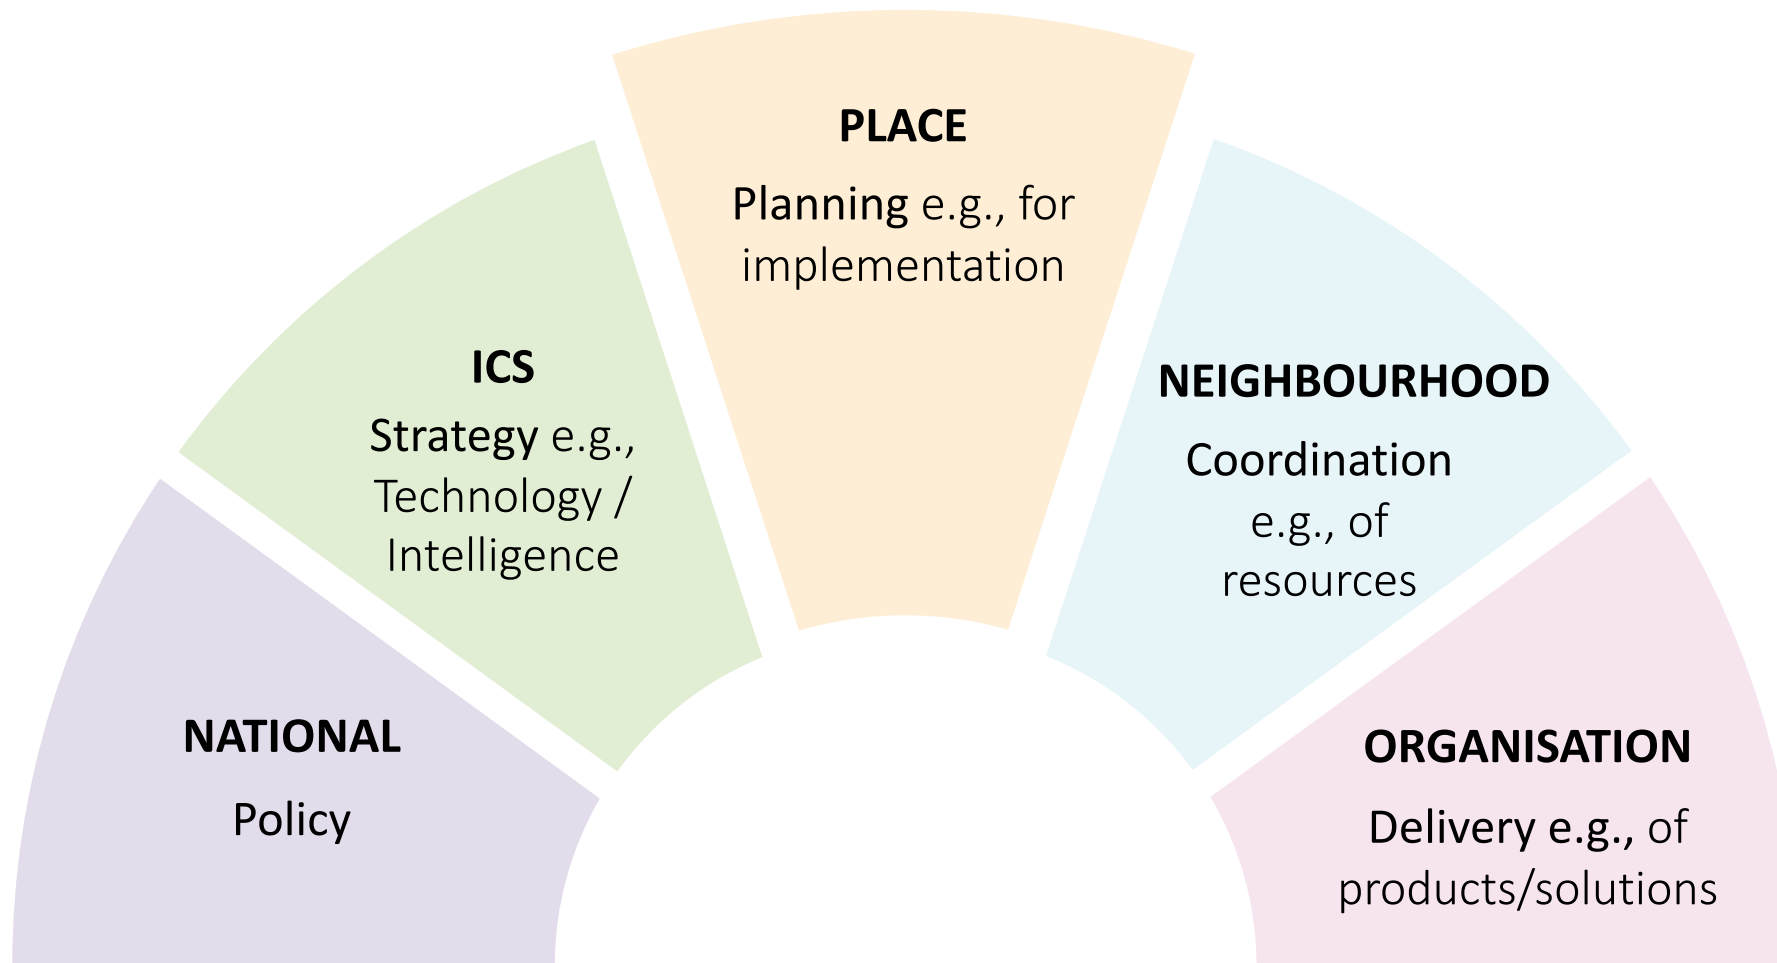 PLACE
Planning e.g., for
implementation
ICS
Strategy e.g.,
Technology /
Intelligence
NEIGHBOURHOOD
Coordination
e.g., of
resources
NATIONAL
Policy
ORGANISATION
Delivery e.g., of
products/solutions